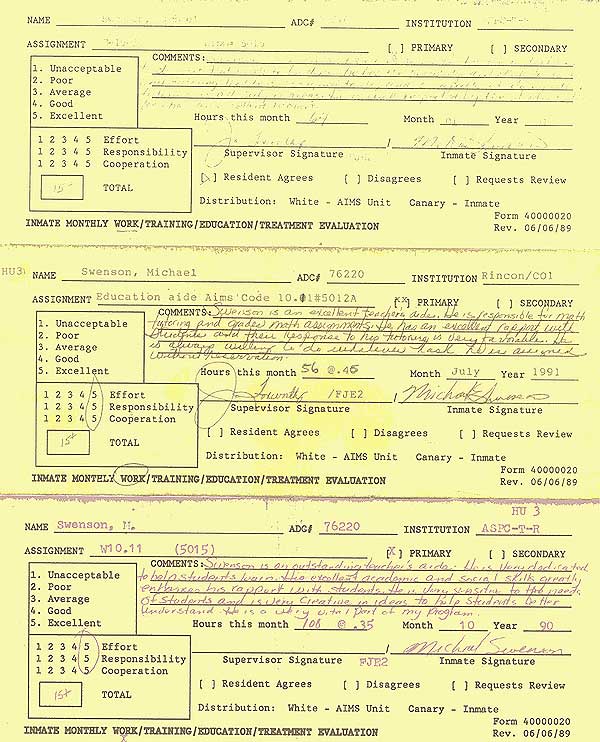 NAME Swenson, ADC# INSTITUTION
ASSIGNMENT [ ] PRIMARY [ ] SECONDARY
COMMENTS:
1. Unacceptable
2. Poor
3. Average
4. Good
5. Excellent
Hours this month 64 Month Year
1 2 3 4 5 Effort
1 2 3 4 5 Responsibility
1 2 3 4 5 Cooperation
Supervisor Signature Inmate Signature
15+ TOTAL
[ ] Resident Agrees [ ] Disagrees [ ] Requests Review
Distribution: White - AIMS Unit Canary - Inmate
Form 40000020
INMATE MONTHLY WORK/TRAINING/EDUCATION/TREATMENT EVALUATION Rev. 06/06/89
HU3 NAME Swenson, Michael ADC# 76220 INSTITUTION Rincon/CO1
ASSIGNMENT Education aide Aims Code 10.01#5012A [XX] PRIMARY [ ] SECONDARY
COMMENTS: Swenson is an excellent teachers aide. He is responsible for math
tutoring and grades math assignments. He has an excellent rapport with
students and their response to his tutoring is very favorable. He
is always willing to do whatever task he is assigned
without reservation.
1. Unacceptable
2. Poor
3. Average
4. Good
5. Excellent
Hours this month 56 @ .45 Month July Year 1991
1 2 3 4 5 Effort
1 2 3 4 5 Responsibility
1 2 3 4 5 Cooperation
/FJE2 / Michael Swenson
Supervisor Signature Inmate Signature
15+ TOTAL
[ ] Resident Agrees [ ] Disagrees [ ] Requests Review
Distribution: White - AIMS Unit Canary - Inmate
Form 40000020
INMATE MONTHLY WORK/TRAINING/EDUCATION/TREATMENT EVALUATION Rev. 06/06/89
HU 3
NAME Swenson, M. ADC# 76220 INSTITUTION ASPC-T-R
ASSIGNMENT W10.11 (5015) [X] PRIMARY [ ] SECONDARY
COMMENTS: Swenson is an outstanding teacher's aide. He is very dedicated
to help students learn. His excellent academic and social skills greatly
enhances his rapport with students. He is very sensitive to the needs
of students and is very creative in ideas to help students better
understand. He is a very vital part of my program.
1. Unacceptable
2. Poor
3. Average
4. Good
5. Excellent
Hours this month 108 @ .35 Month 10 Year 90
1 2 3 4 5 Effort
1 2 3 4 5 Responsibility
1 2 3 4 5 Cooperation
/ Michael Swenson
Supervisor Signature FJE2 Inmate Signature
15+ TOTAL
[ ] Resident Agrees [ ] Disagrees [ ] Requests Review
Distribution: White - AIMS Unit Canary - Inmate
Form 40000020
INMATE MONTHLY WORK/TRAINING/EDUCATION/TREATMENT EVALUATION Rev. 06/06/89
X